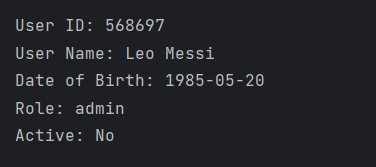 User ID: 568697
User Name: Leo Messi
Date of Birth: 1985-05-20
Role: admin
Active: No